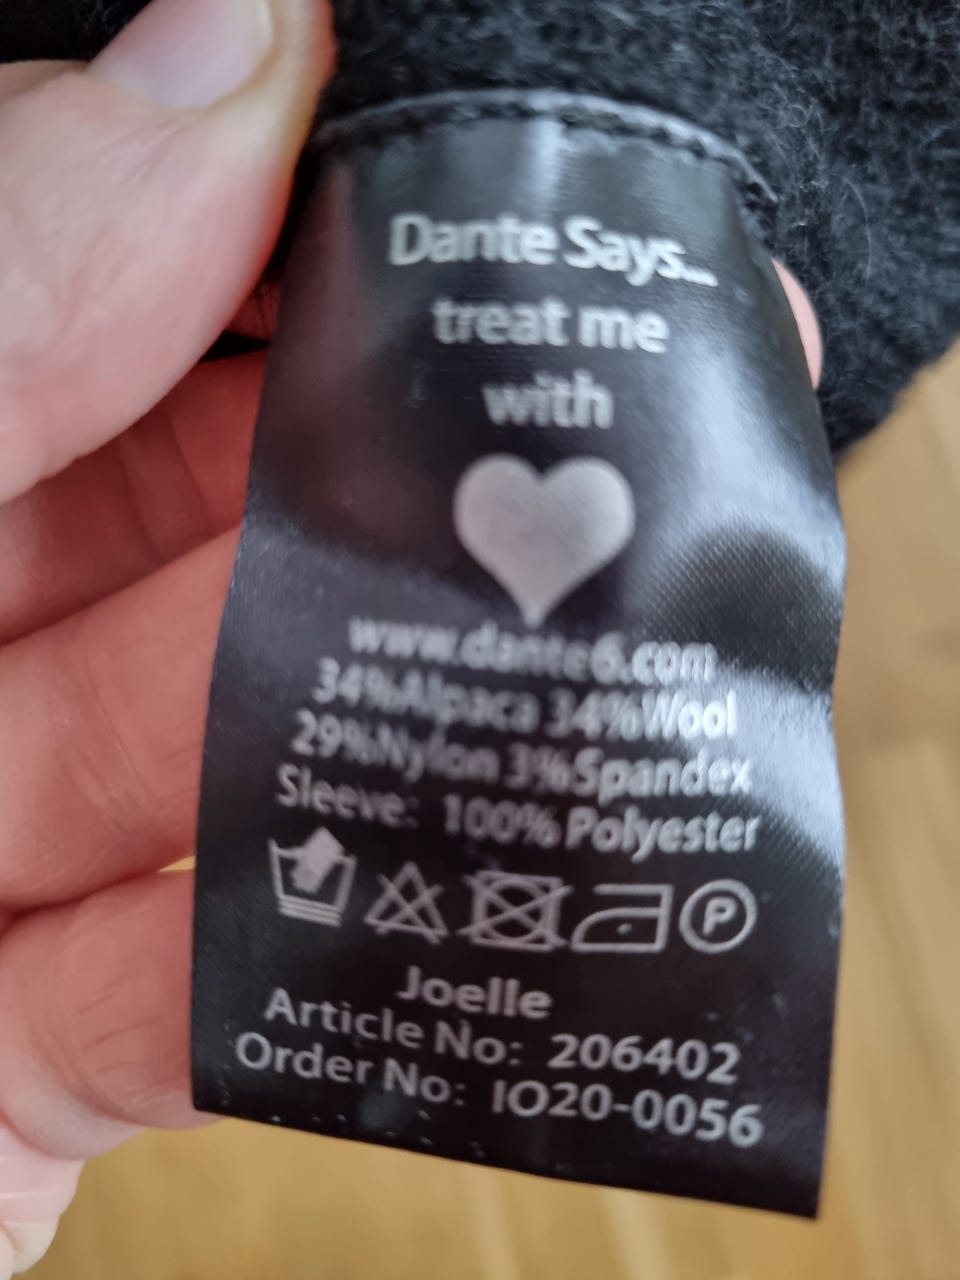 Dante Says...
treat me
with
www.dante6.com
34%Alpaca 34%Wool
29%Nylon 3%Spandex
Sleeve: 100% Polyester
P
Joelle
Article No: 206402
Order No: IO20-0056